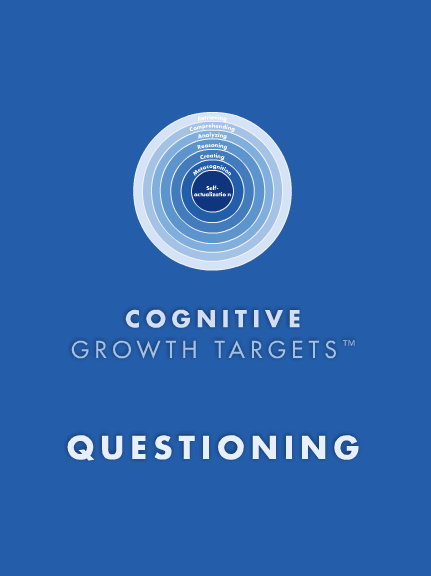 Retrieving
Comprehending
Analyzing
Reasoning
Creating
Metacognition
Self-
actualization
COGNITIVE
GROWTH TARGETS™
QUESTIONING